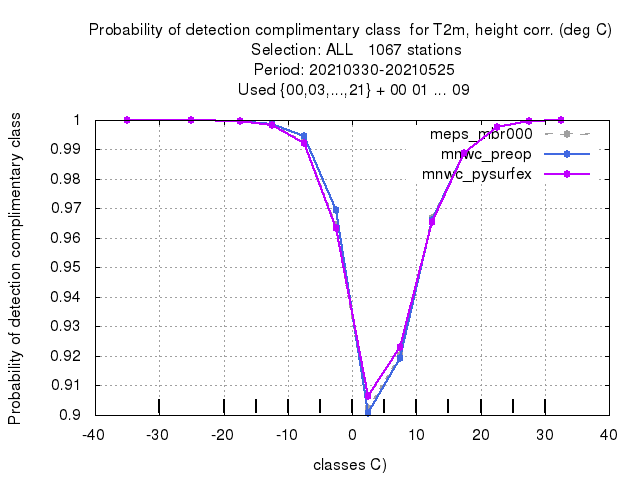 Probability of detection complimentary class  for T2m, height corr. (deg C)
Selection: ALL   1067 stations
Period: 20210330-20210525
Used {00,03,...,21} + 00 01 ... 09
Probability of detection complimentary class
1
0.99
0.98
0.97
0.96
0.95
0.94
0.93
0.92
0.91
0.9
meps_mbr000
mnwc_preop
mnwc_pysurfex
-40 -30 -20 -10 0 10 20 30 40
classes C)